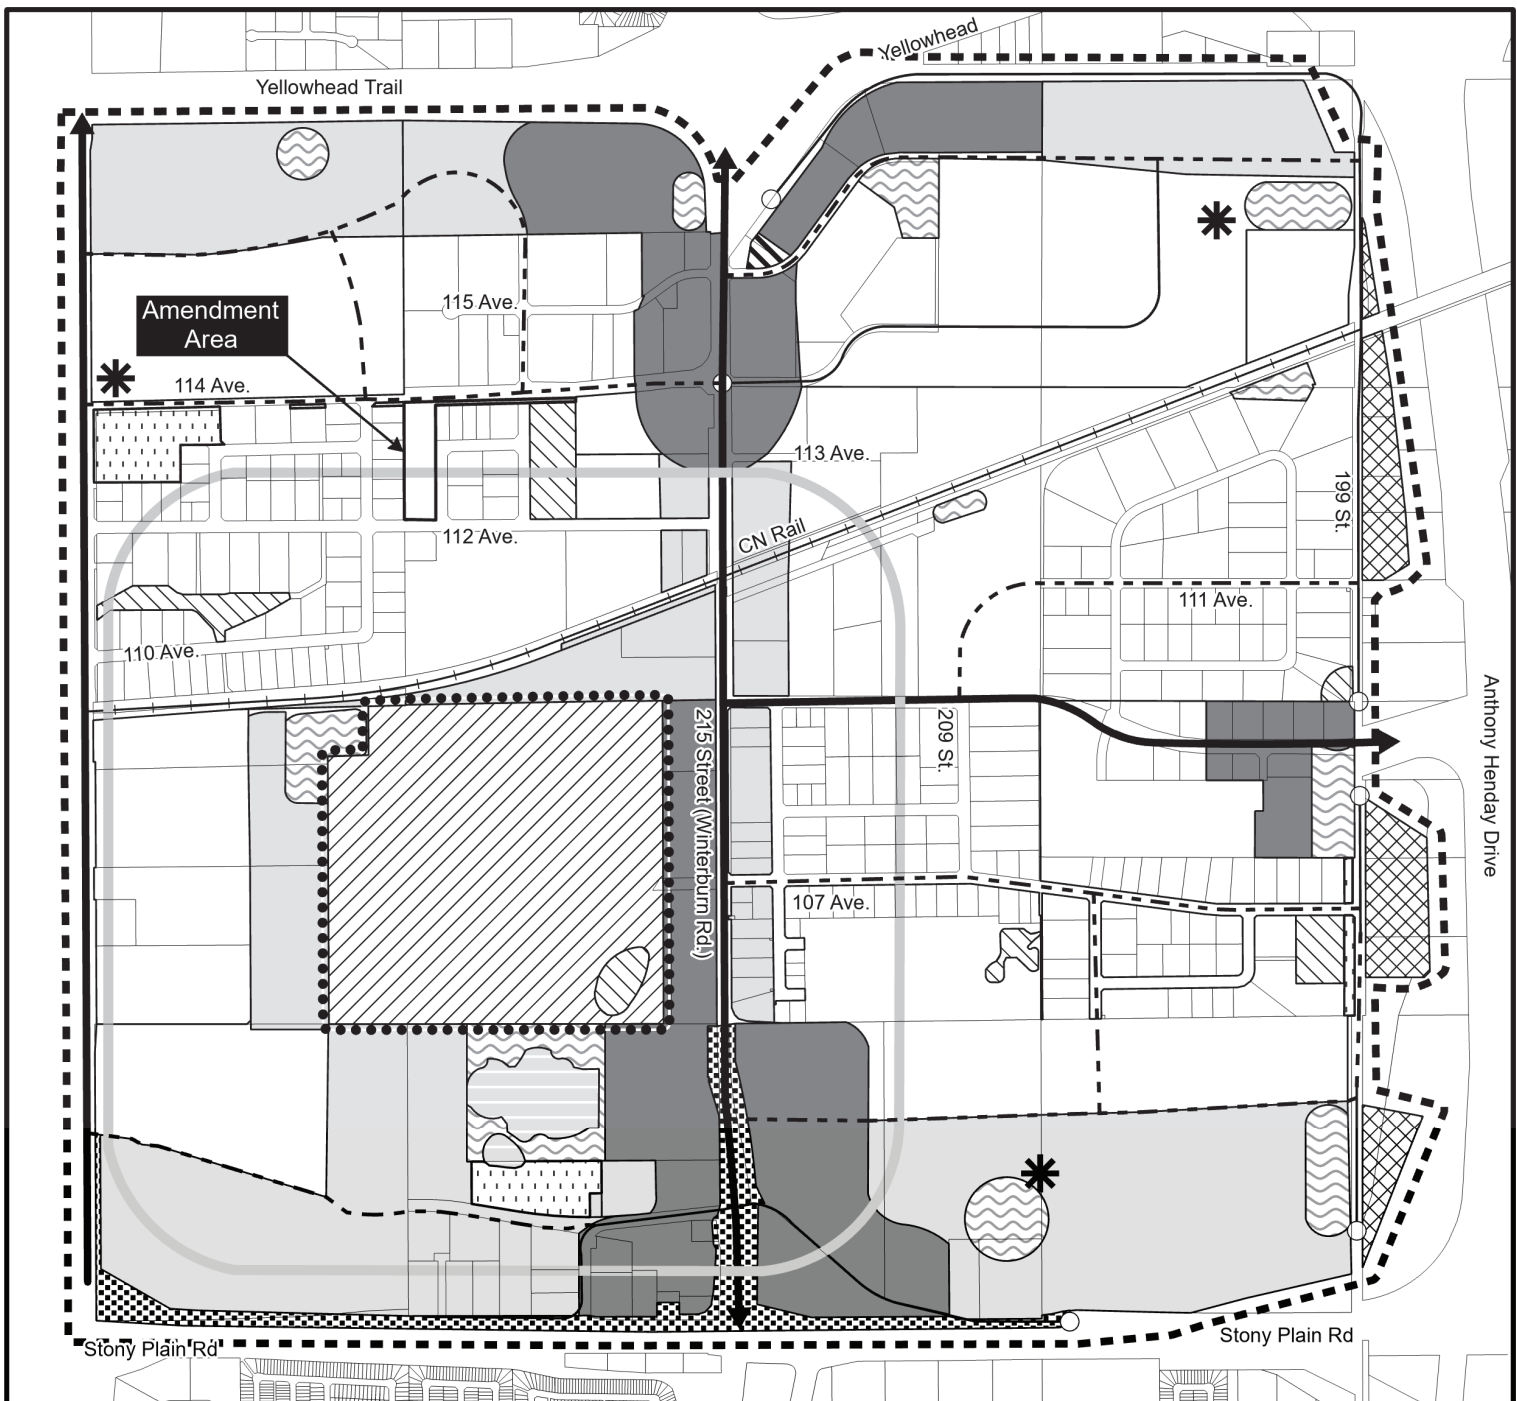 Yellowhead
Yellowhead Trail
115 Ave.
Amendment
Area
114 Ave.
113 Ave.
199 St.
CN Rail
112 Ave.
111 Ave.
110 Ave.
Anthony Henday Drive
215 Street (Winterburn Rd.)
209 St.
107 Ave.
Stony Plain Rd
Stony Plain Rd